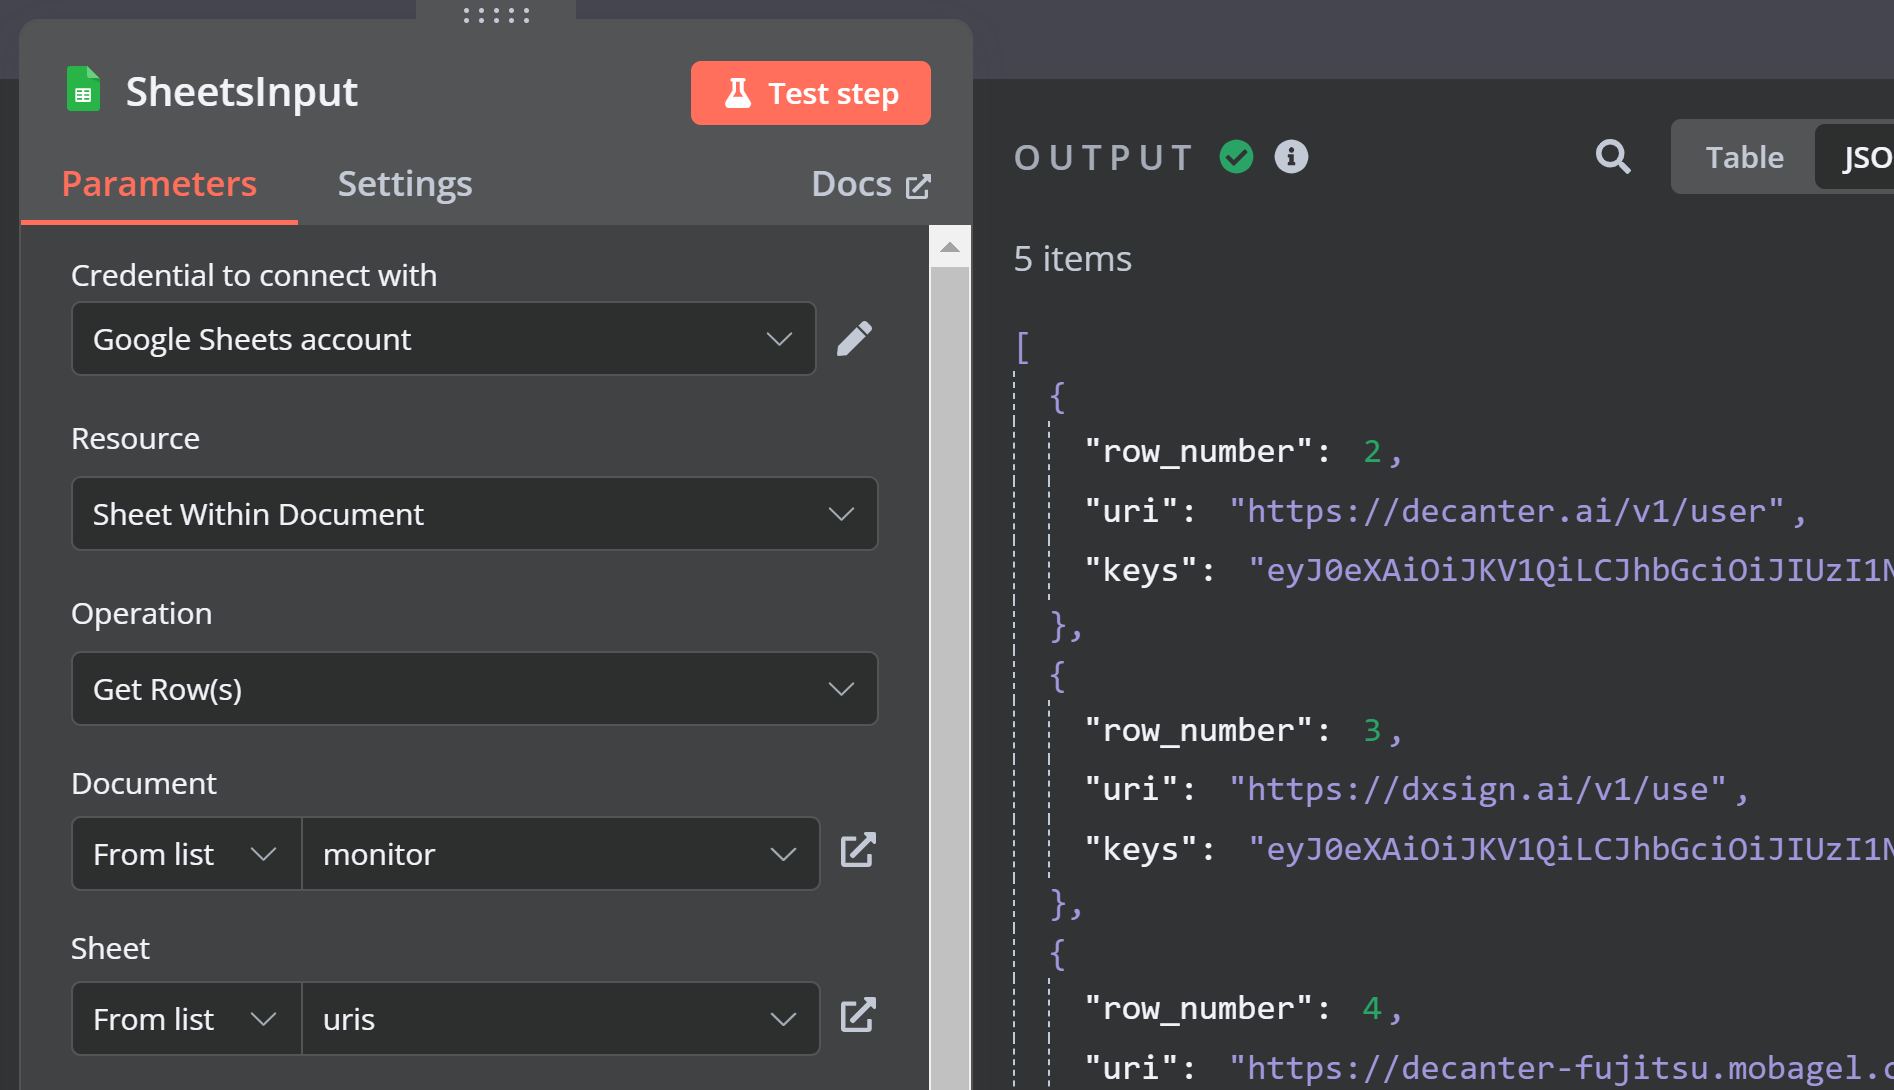 SheetsInput
Test step
Parameters
Settings
Docs
Credential to connect with
Google Sheets account
Resource
Sheet Within Document
Operation
Get Row(s)
Document
From list
monitor
Sheet
From list
uris
OUTPUT
Table
JSO
5 items
[
{
"row_number": 2,
"uri": "https://decanter.ai/v1/user",
"keys": "eyJ0eXAiOiJKV1QiLCJhbGciOiJIUzI1N
},
{
"row_number": 3,
"uri": "https://dxsign.ai/v1/use",
"keys": "eyJ0eXAiOiJKV1QiLCJhbGciOiJIUzI1N
},
{
"row_number": 4,
"uri": "https://decanter-fujitsu.mobagel.c